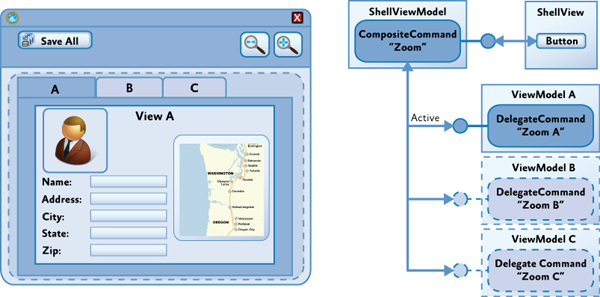 Save All
A
B
C
View A
Name:
Address:
City:
State:
Zip:
WASHINGTON
OREGON
ShellViewModel
CompositeCommand
"Zoom"
ShellView
Button
Active
ViewModel A
DelegateCommand
"Zoom A"
ViewModel B
DelegateCommand
"Zoom B"
ViewModel C
Delegate Command
"Zoom C"